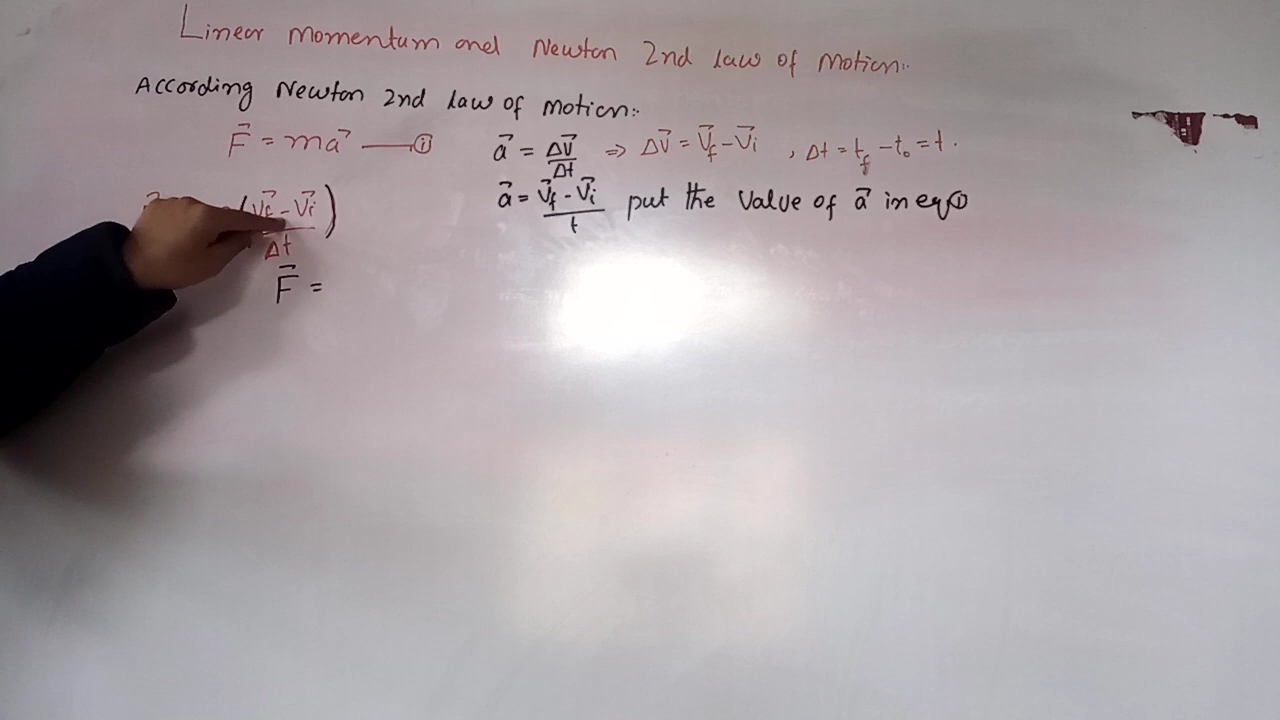 Linear momentum and Newton 2nd law of motion:.
According Newton 2nd law of motion:.
F⃗ = ma⃗ —— ① a⃗ = ΔV⃗/Δt ⇒ ΔV⃗ = V⃗f - V⃗i , Δt = tf - t₀ = t.
(V⃗f - V⃗i / Δt) a⃗ = V⃗f - V⃗i / t put the value of a⃗ in eq①
F⃗ =